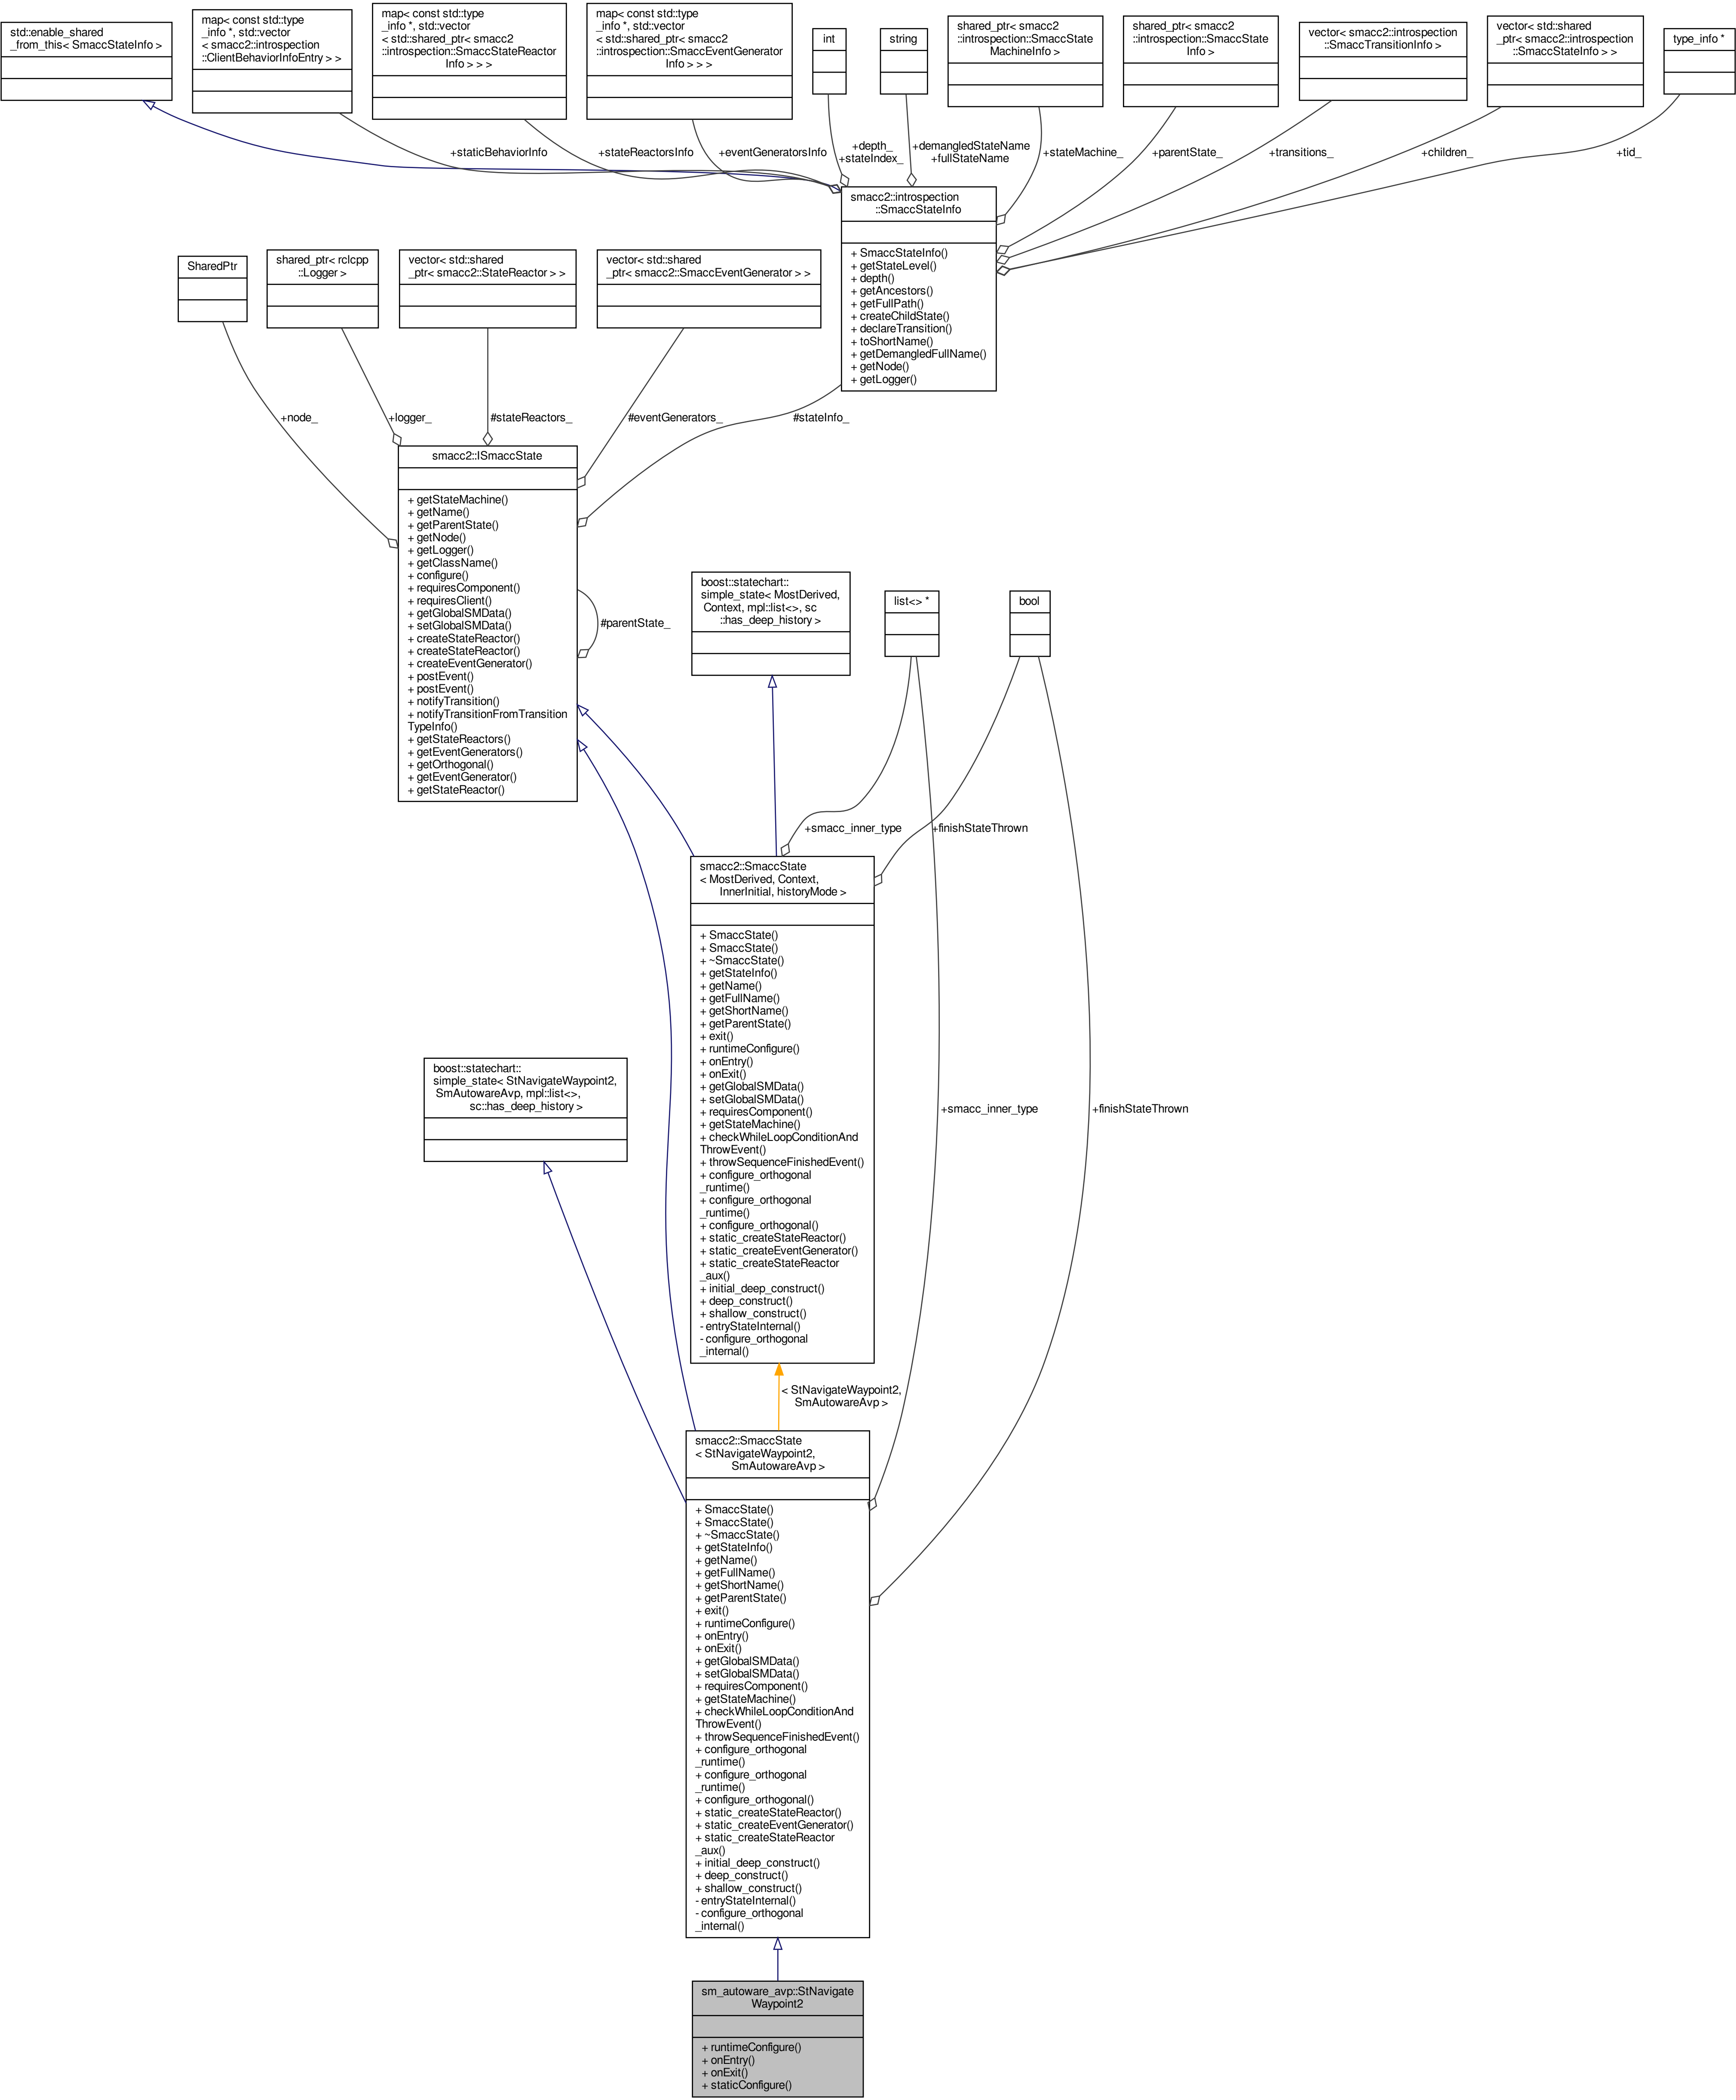 std::enable_shared
_from_this< SmaccStateInfo >
map< const std::type
_info *, std::vector
< smacc2::introspection
::ClientBehaviorInfoEntry > >
map< const std::type
_info *, std::vector
< std::shared_ptr< smacc2
::introspection::SmaccStateReactor
Info > > >
map< const std::type
_info *, std::vector
< std::shared_ptr< smacc2
::introspection::SmaccEventGenerator
Info > > >
int
string
shared_ptr< smacc2
::introspection::SmaccState
MachineInfo >
shared_ptr< smacc2
::introspection::SmaccState
Info >
vector< smacc2::introspection
::SmaccTransitionInfo >
vector< std::shared
_ptr< smacc2::introspection
::SmaccStateInfo > >
type_info *
+staticBehaviorInfo
+stateReactorsInfo
+eventGeneratorsInfo
+depth_
+stateIndex_
+demangledStateName
+fullStateName
+stateMachine_
+parentState_
+transitions_
+children_
+tid_
smacc2::introspection
::SmaccStateInfo
+ SmaccStateInfo()
+ getStateLevel()
+ depth()
+ getAncestors()
+ getFullPath()
+ createChildState()
+ declareTransition()
+ toShortName()
+ getDemangledFullName()
+ getNode()
+ getLogger()
SharedPtr
shared_ptr< rclcpp
::Logger >
vector< std::shared
_ptr< smacc2::StateReactor > >
vector< std::shared
_ptr< smacc2::SmaccEventGenerator > >
+node_
+logger_
#stateReactors_
#eventGenerators_
#stateInfo_
smacc2::ISmaccState
+ getStateMachine()
+ getName()
+ getParentState()
+ getNode()
+ getLogger()
+ getClassName()
+ configure()
+ requiresComponent()
+ requiresClient()
+ getGlobalSMData()
+ setGlobalSMData()
+ createStateReactor()
+ createStateReactor()
+ createEventGenerator()
+ postEvent()
+ postEvent()
+ notifyTransition()
+ notifyTransitionFromTransition
TypeInfo()
+ getStateReactors()
+ getEventGenerators()
+ getOrthogonal()
+ getEventGenerator()
+ getStateReactor()
#parentState_
boost::statechart::
simple_state< MostDerived,
Context, mpl::list<>, sc
::has_deep_history >
list<> *
bool
+smacc_inner_type
+finishStateThrown
smacc2::SmaccState
< MostDerived, Context,
InnerInitial, historyMode >
+ SmaccState()
+ SmaccState()
+ ~SmaccState()
+ getStateInfo()
+ getName()
+ getFullName()
+ getShortName()
+ getParentState()
+ exit()
+ runtimeConfigure()
+ onEntry()
+ onExit()
+ getGlobalSMData()
+ setGlobalSMData()
+ requiresComponent()
+ getStateMachine()
+ checkWhileLoopConditionAnd
ThrowEvent()
+ throwSequenceFinishedEvent()
+ configure_orthogonal
_runtime()
+ configure_orthogonal
_runtime()
+ configure_orthogonal()
+ static_createStateReactor()
+ static_createEventGenerator()
+ static_createStateReactor
_aux()
+ initial_deep_construct()
+ deep_construct()
+ shallow_construct()
- entryStateInternal()
- configure_orthogonal
_internal()
boost::statechart::
simple_state< StNavigateWaypoint2,
SmAutowareAvp, mpl::list<>,
sc::has_deep_history >
+smacc_inner_type
+finishStateThrown
< StNavigateWaypoint2,
SmAutowareAvp >
smacc2::SmaccState
< StNavigateWaypoint2,
SmAutowareAvp >
+ SmaccState()
+ SmaccState()
+ ~SmaccState()
+ getStateInfo()
+ getName()
+ getFullName()
+ getShortName()
+ getParentState()
+ exit()
+ runtimeConfigure()
+ onEntry()
+ onExit()
+ getGlobalSMData()
+ setGlobalSMData()
+ requiresComponent()
+ getStateMachine()
+ checkWhileLoopConditionAnd
ThrowEvent()
+ throwSequenceFinishedEvent()
+ configure_orthogonal
_runtime()
+ configure_orthogonal
_runtime()
+ configure_orthogonal()
+ static_createStateReactor()
+ static_createEventGenerator()
+ static_createStateReactor
_aux()
+ initial_deep_construct()
+ deep_construct()
+ shallow_construct()
- entryStateInternal()
- configure_orthogonal
_internal()
sm_autoware_avp::StNavigate
Waypoint2
+ runtimeConfigure()
+ onEntry()
+ onExit()
+ staticConfigure()